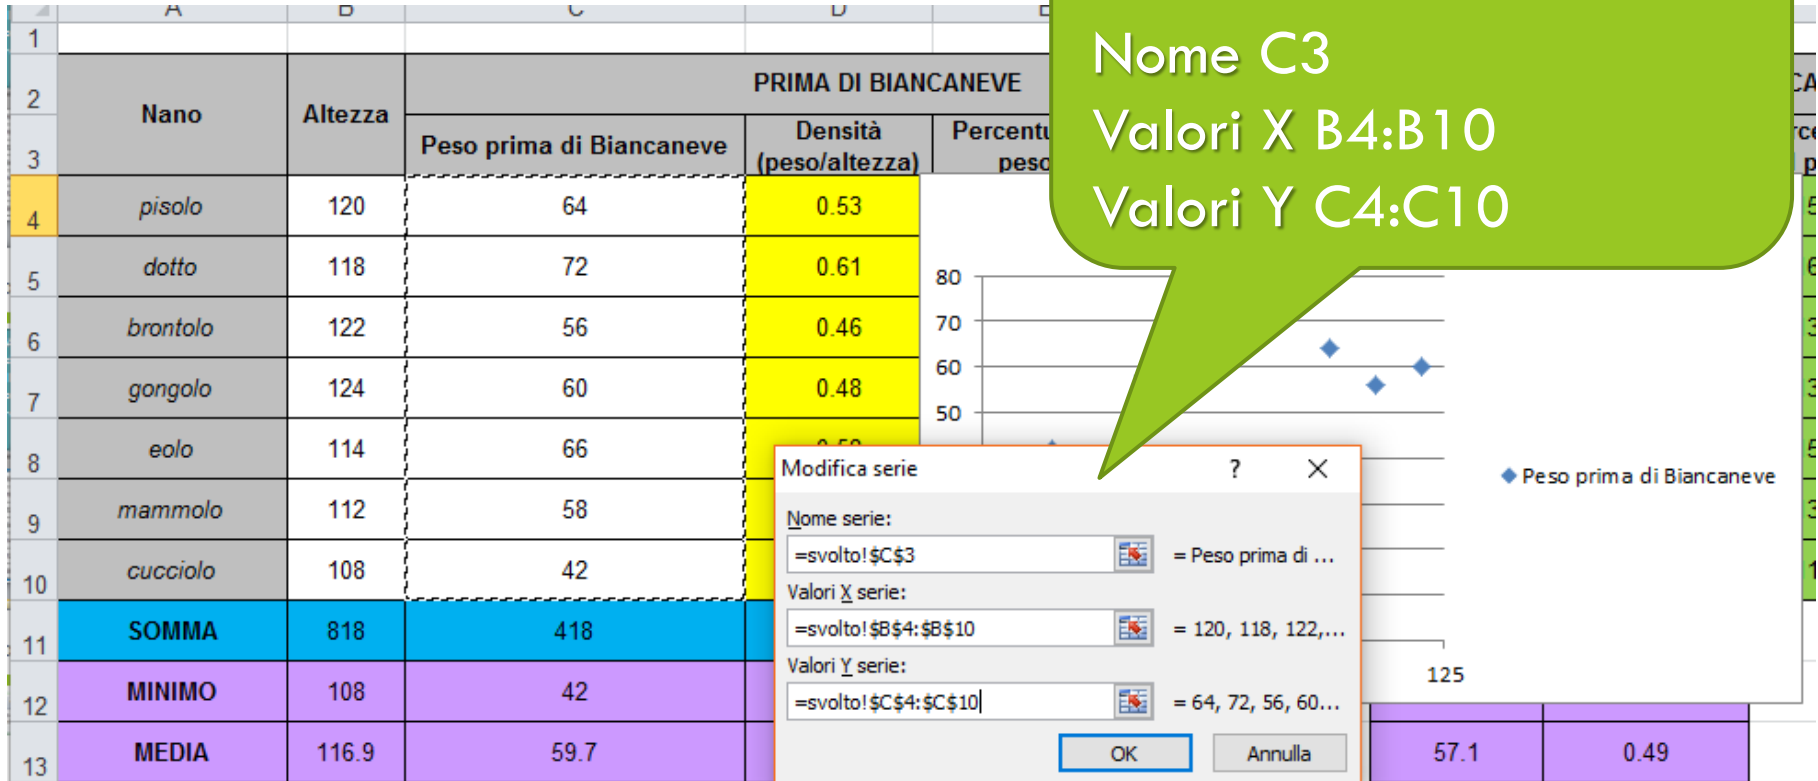 A B C D E
1
2 Nano Altezza PRIMA DI BIANCANEVE
3 Peso prima di Biancaneve Densità (peso/altezza)
4 pisolo 120 64 0.53
5 dotto 118 72 0.61
6 brontolo 122 56 0.46
7 gongolo 124 60 0.48
8 eolo 114 66
9 mammolo 112 58
10 cucciolo 108 42
11 SOMMA 818 418
12 MINIMO 108 42
13 MEDIA 116.9 59.7 57.1 0.49
Nome C3
Valori X B4:B10
Valori Y C4:C10
80
70
60
50
125
Peso prima di Biancaneve
Modifica serie ? X
Nome serie:
=svolto!$C$3 = Peso prima di ...
Valori X serie:
=svolto!$B$4:$B$10 = 120, 118, 122,...
Valori Y serie:
=svolto!$C$4:$C$10 = 64, 72, 56, 60...
OK Annulla